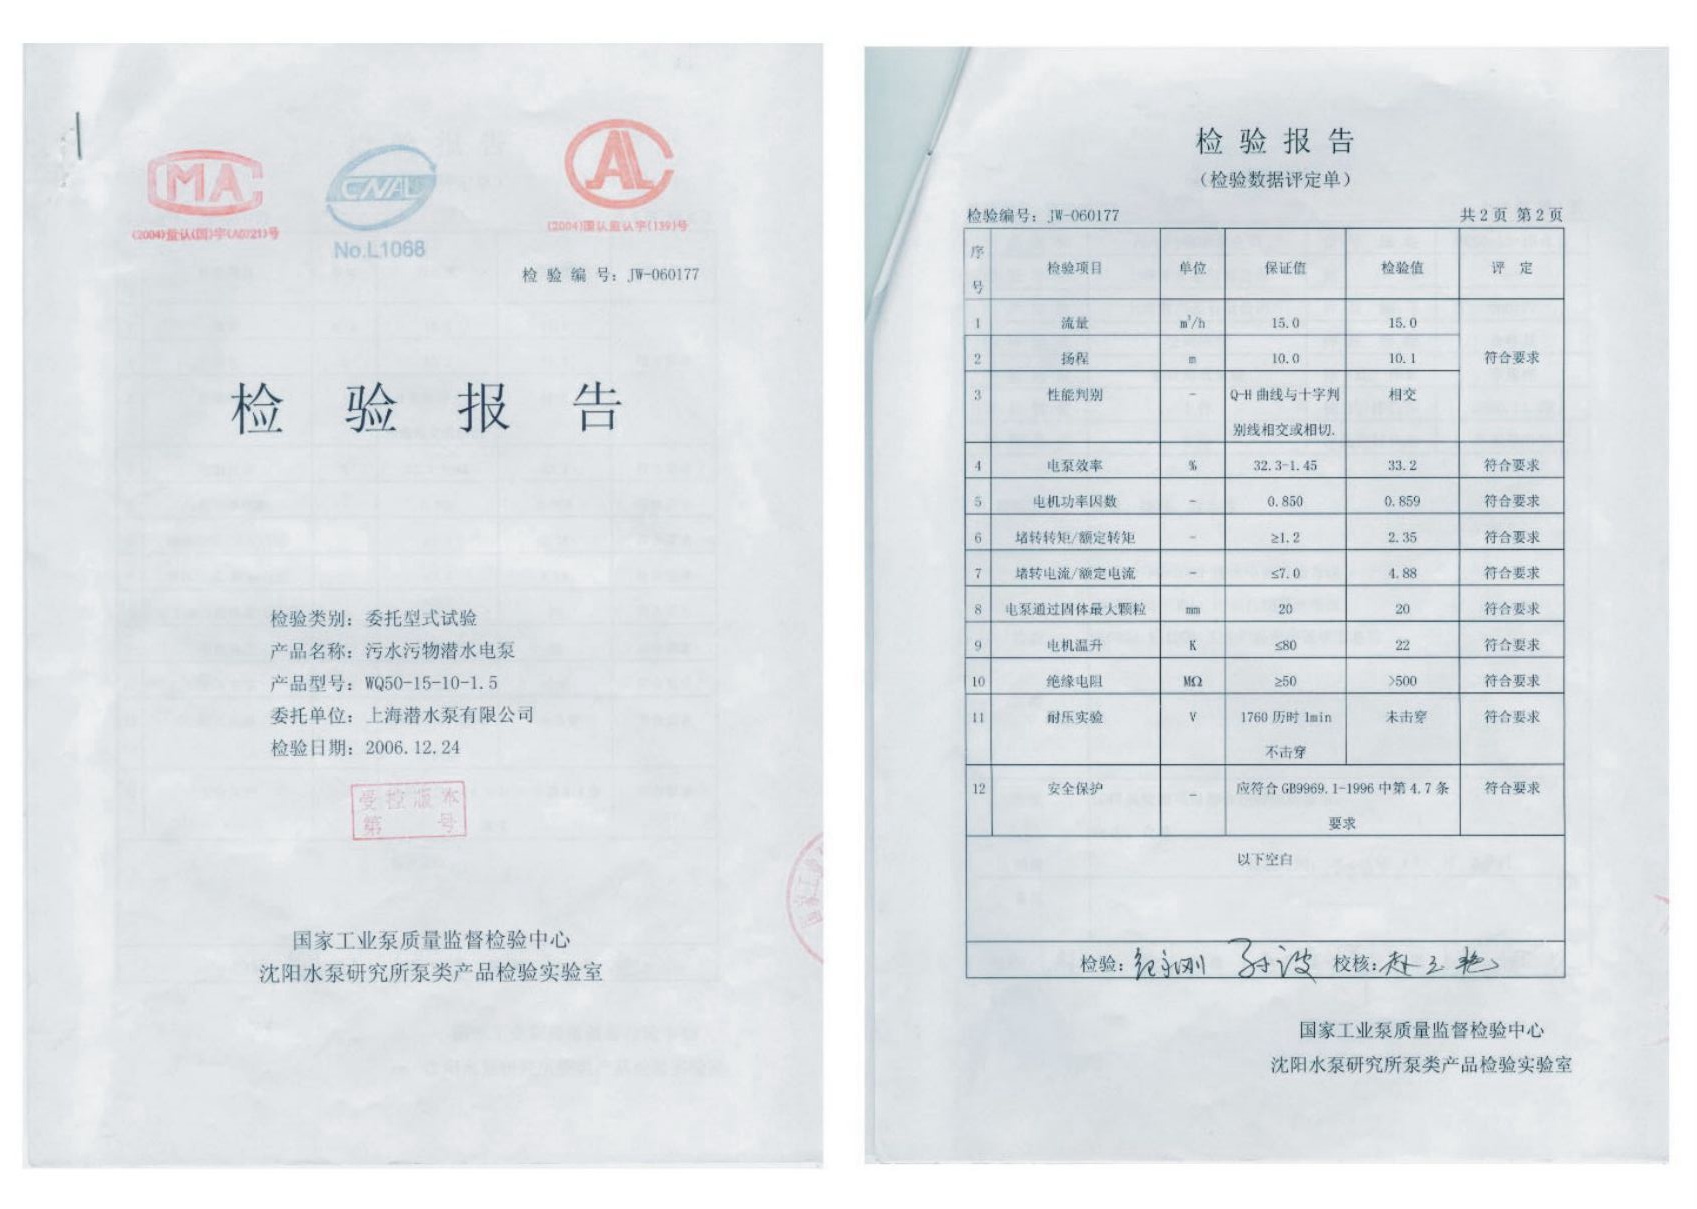 MA
CNAL
AL
(2004)量认(国)字(A0721)号
No.L1068
(2004)国认监认字(139)号
检 验 编 号：JW-060177
检 验 报 告
检验类别：委托型式试验
产品名称：污水污物潜水电泵
产品型号：WQ50-15-10-1.5
委托单位：上海潜水泵有限公司
检验日期：2006.12.24
受控版本
第 号
国家工业泵质量监督检验中心
沈阳水泵研究所泵类产品检验实验室
检 验 报 告
（检验数据评定单）
检验编号：JW-060177 共 2 页 第 2 页
序号 检验项目 单位 保证值 检验值 评 定
1 流量 m³/h 15.0 15.0
2 扬程 m 10.0 10.1 符合要求
3 性能判别 - Q-H 曲线与十字判 相交
别线相交或相切.
4 电泵效率 % 32.3-1.45 33.2 符合要求
5 电机功率因数 - 0.850 0.859 符合要求
6 堵转转矩/额定转矩 - ≥1.2 2.35 符合要求
7 堵转电流/额定电流 - ≤7.0 4.88 符合要求
8 电泵通过固体最大颗粒 mm 20 20 符合要求
9 电机温升 K ≤80 22 符合要求
10 绝缘电阻 MΩ ≥50 >500 符合要求
11 耐压实验 V 1760 历时 1min 未击穿 符合要求
不击穿
12 安全保护 - 应符合 GB9969.1-1996 中第 4.7 条 符合要求
要求
以下空白
检验： 孙波 校核：
国家工业泵质量监督检验中心
沈阳水泵研究所泵类产品检验实验室